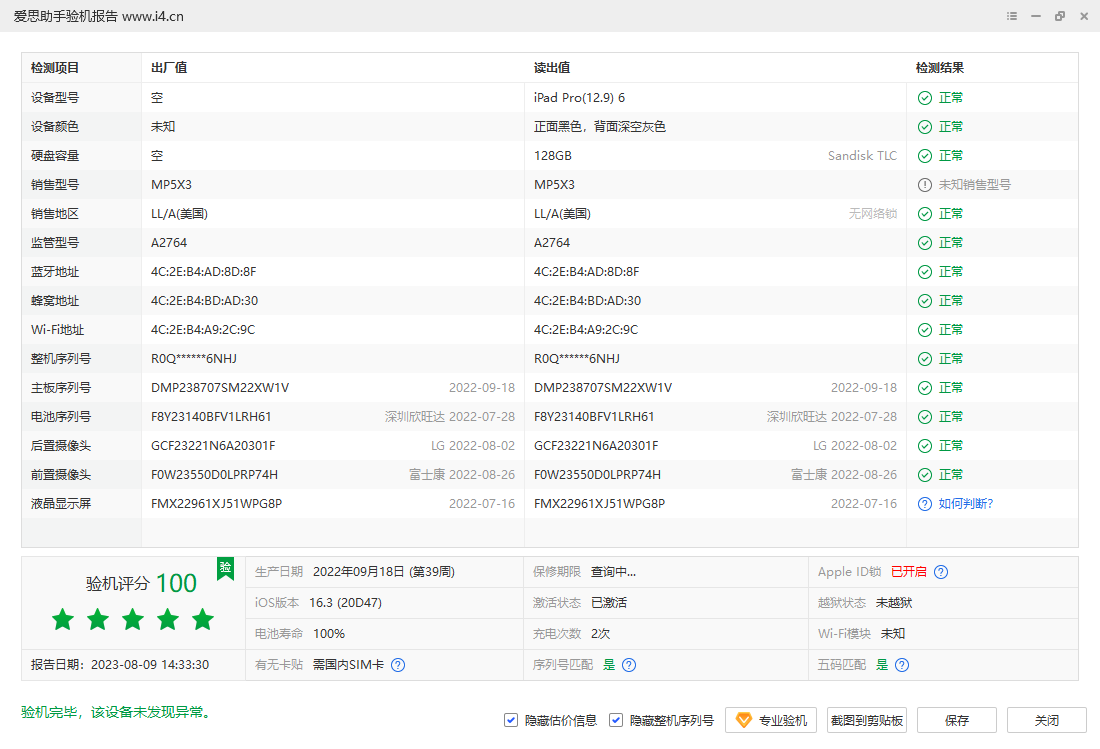 爱思助手验机报告 www.i4.cn
检测项目 出厂值 读出值 检测结果
设备型号 空 iPad Pro(12.9) 6 正常
设备颜色 未知 正面黑色，背面深空灰色 正常
硬盘容量 空 128GB Sandisk TLC 正常
销售型号 MP5X3 MP5X3 未知销售型号
销售地区 LL/A(美国) LL/A(美国) 无网络锁 正常
监管型号 A2764 A2764 正常
蓝牙地址 4C:2E:B4:AD:8D:8F 4C:2E:B4:AD:8D:8F 正常
蜂窝地址 4C:2E:B4:BD:AD:30 4C:2E:B4:BD:AD:30 正常
Wi-Fi地址 4C:2E:B4:A9:2C:9C 4C:2E:B4:A9:2C:9C 正常
整机序列号 R0Q******6NHJ R0Q******6NHJ 正常
主板序列号 DMP238707SM22XW1V 2022-09-18 DMP238707SM22XW1V 2022-09-18 正常
电池序列号 F8Y23140BFV1LRH61 深圳欣旺达 2022-07-28 F8Y23140BFV1LRH61 深圳欣旺达 2022-07-28 正常
后置摄像头 GCF23221N6A20301F LG 2022-08-02 GCF23221N6A20301F LG 2022-08-02 正常
前置摄像头 F0W23550D0LPRP74H 富士康 2022-08-26 F0W23550D0LPRP74H 富士康 2022-08-26 正常
液晶显示屏 FMX22961XJ51WPG8P 2022-07-16 FMX22961XJ51WPG8P 2022-07-16 如何判断?
验机评分 100 验
生产日期 2022年09月18日 (第39周) 保修期限 查询中... Apple ID锁 已开启
iOS版本 16.3 (20D47) 激活状态 已激活 越狱状态 未越狱
电池寿命 100% 充电次数 2次 Wi-Fi模块 未知
报告日期: 2023-08-09 14:33:30 有无卡贴 需国内SIM卡 序列号匹配 是 五码匹配 是
验机完毕，该设备未发现异常。
隐藏估价信息 隐藏整机序列号 专业验机 截图到剪贴板 保存 关闭